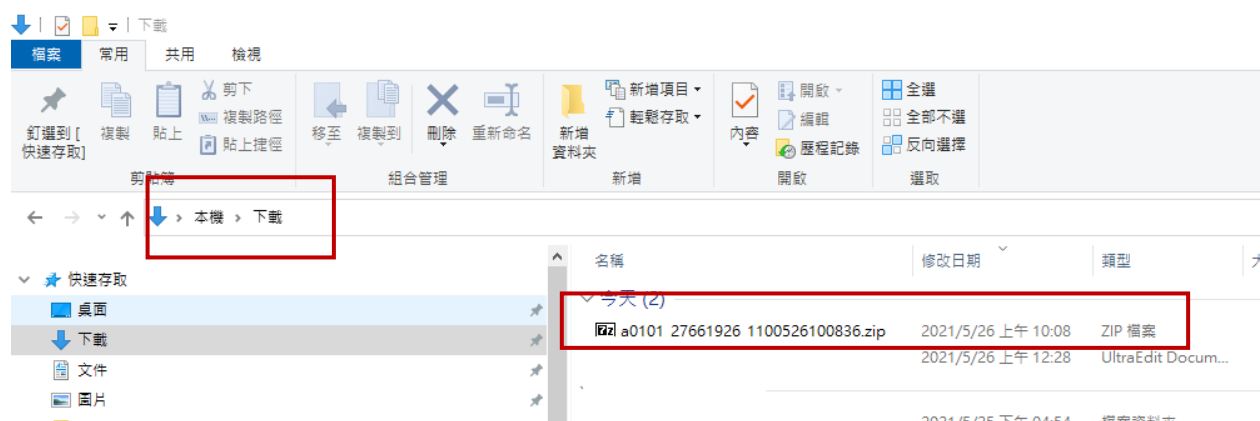 下載
檔案 常用 共用 檢視
釘選到 [
快速存取]
複製
貼上
剪下
複製路徑
貼上捷徑
剪貼簿
移至
複製到
刪除
重新命名
組合管理
新增
資料夾
新增項目
輕鬆存取
新增
內容
開啟
編輯
歷程記錄
開啟
全選
全部不選
反向選擇
選取
本機 › 下載
快速存取
桌面
下載
文件
圖片
名稱 修改日期 類型
今天 (2)
a0101_27661926_1100526100836.zip 2021/5/26 上午 10:08 ZIP 檔案
2021/5/26 上午 12:28 UltraEdit Docum...